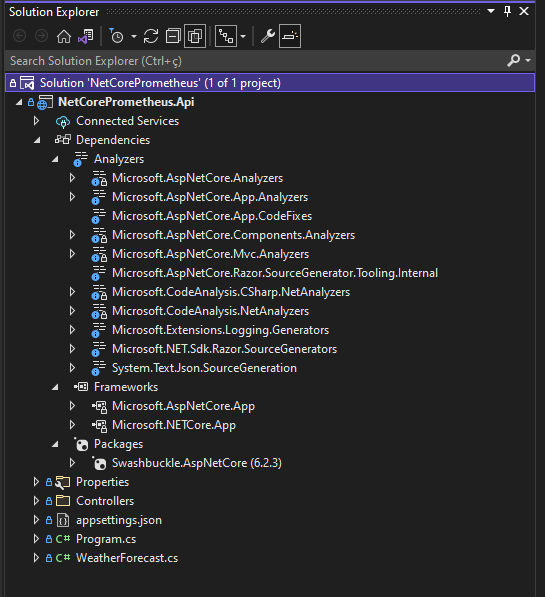 Solution Explorer
Search Solution Explorer (Ctrl+ç)
Solution 'NetCorePrometheus' (1 of 1 project)
NetCorePrometheus.Api
Connected Services
Dependencies
Analyzers
Microsoft.AspNetCore.Analyzers
Microsoft.AspNetCore.App.Analyzers
Microsoft.AspNetCore.App.CodeFixes
Microsoft.AspNetCore.Components.Analyzers
Microsoft.AspNetCore.Mvc.Analyzers
Microsoft.AspNetCore.Razor.SourceGenerator.Tooling.Internal
Microsoft.CodeAnalysis.CSharp.NetAnalyzers
Microsoft.CodeAnalysis.NetAnalyzers
Microsoft.Extensions.Logging.Generators
Microsoft.NET.Sdk.Razor.SourceGenerators
System.Text.Json.SourceGeneration
Frameworks
Microsoft.AspNetCore.App
Microsoft.NETCore.App
Packages
Swashbuckle.AspNetCore (6.2.3)
Properties
Controllers
appsettings.json
C# Program.cs
C# WeatherForecast.cs